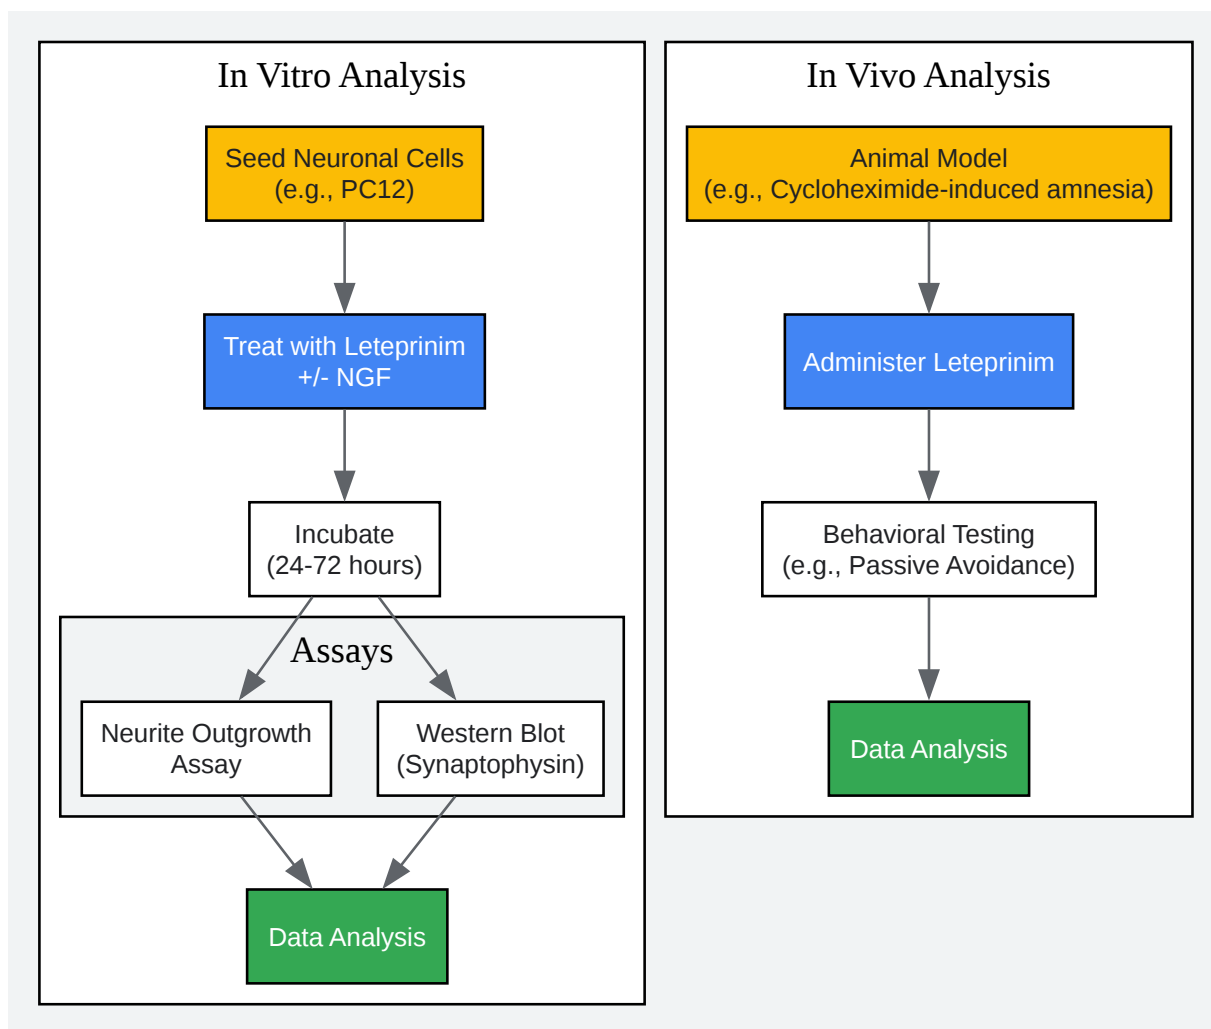 In Vitro Analysis
Seed Neuronal Cells
(e.g., PC12)
Treat with Leteprinim
+/- NGF
Incubate
(24-72 hours)
Assays
Neurite Outgrowth
Assay
Western Blot
(Synaptophysin)
Data Analysis
In Vivo Analysis
Animal Model
(e.g., Cycloheximide-induced amnesia)
Administer Leteprinim
Behavioral Testing
(e.g., Passive Avoidance)
Data Analysis